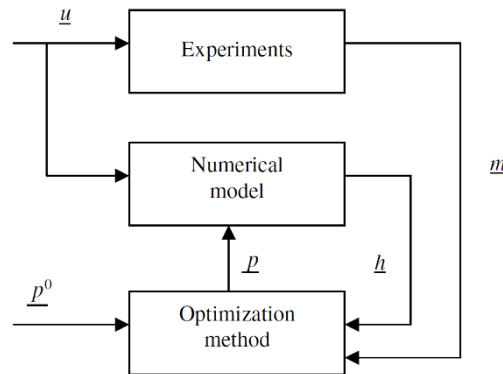 u
Experiments
Numerical
model
m
p
h
p⁰
Optimization
method